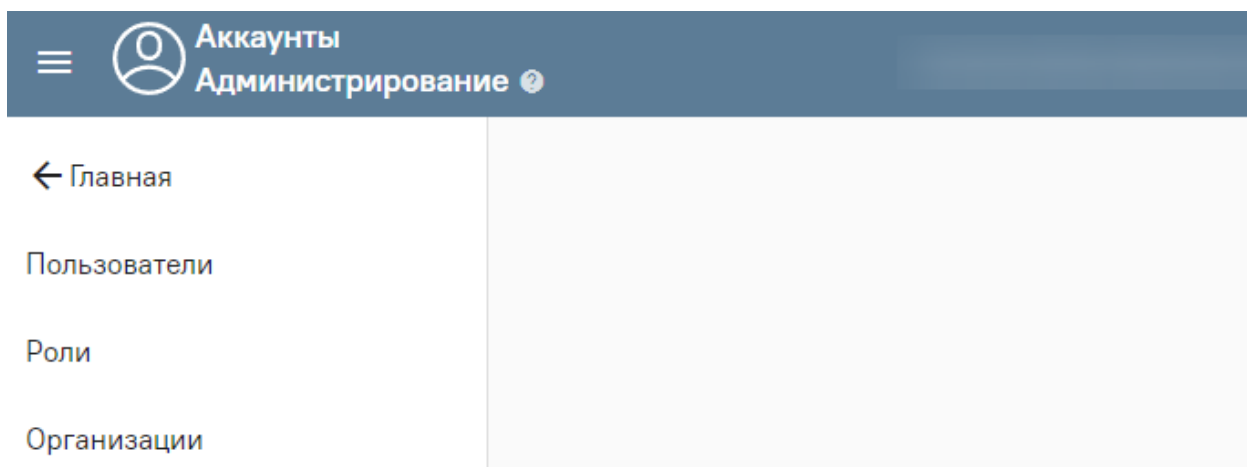 Аккаунты
Администрирование ?
Главная
Пользователи
Роли
Организации